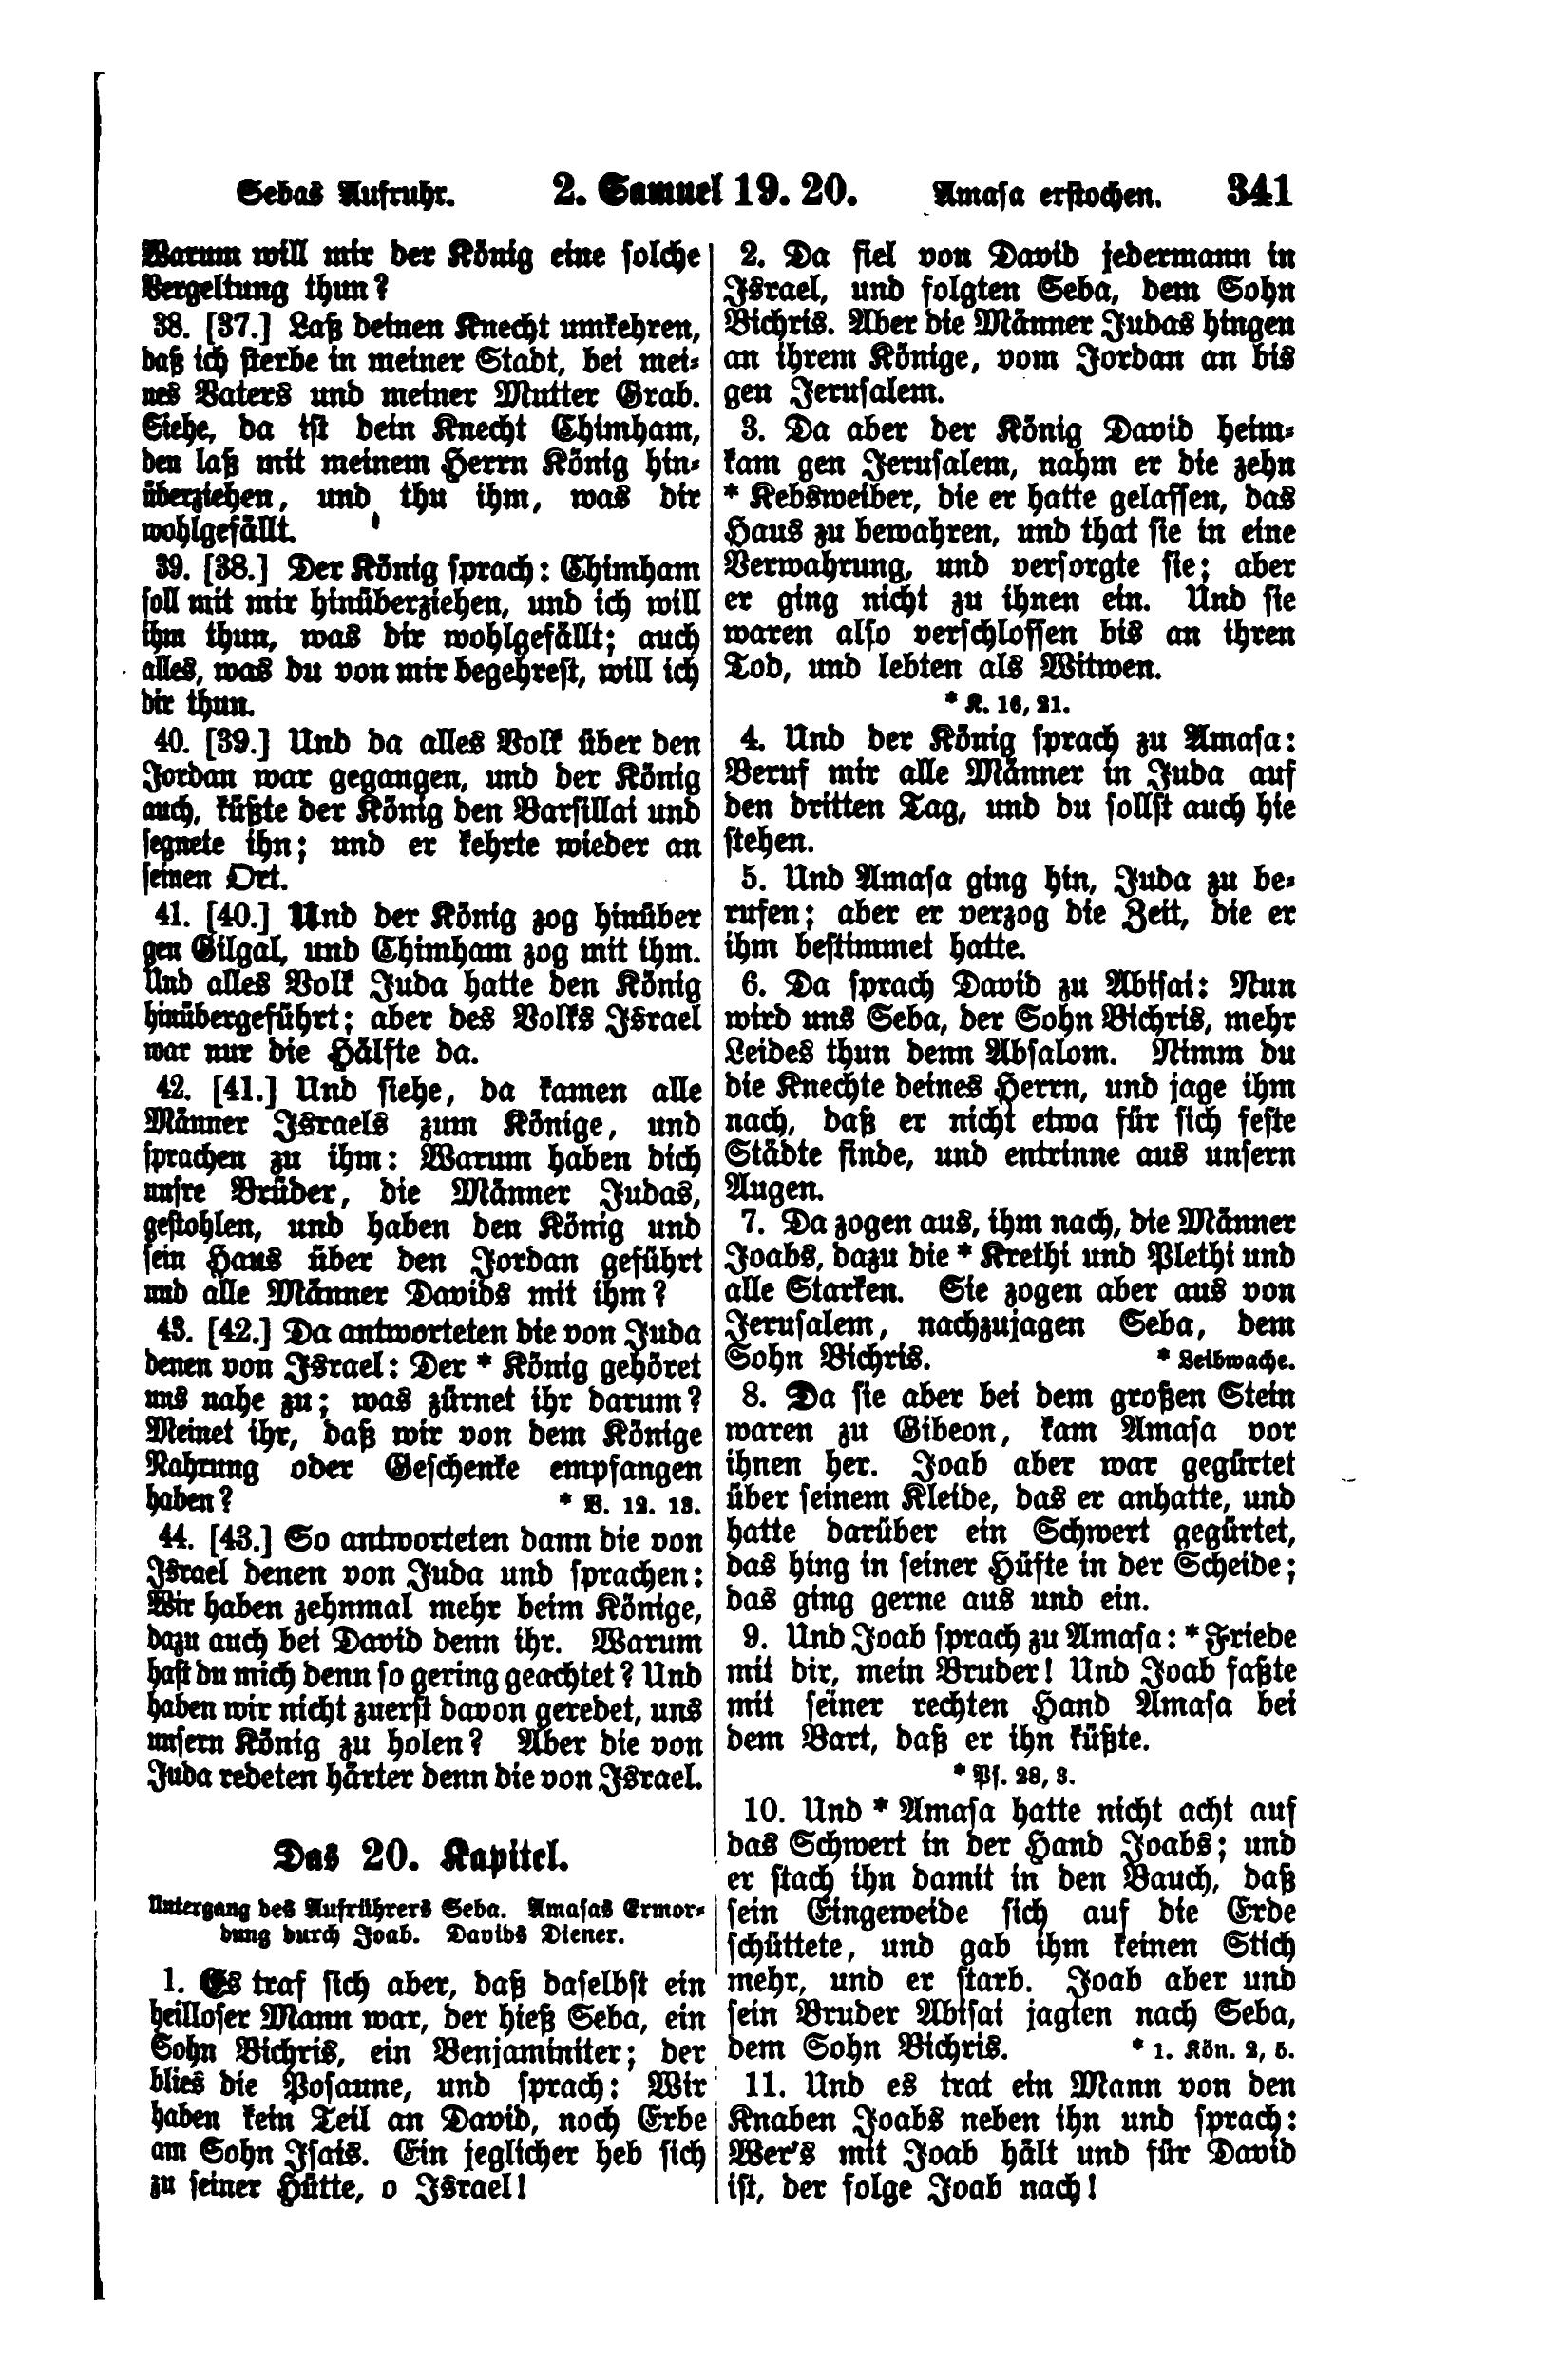 Sebas Aufruhr. 2. Samuel 19. 20. Amasa erstochen. 341
Warum will mir der König eine solche
Vergeltung thun?
38. [37.] Laß deinen Knecht umkehren,
daß ich sterbe in meiner Stadt, bei mei-
nes Vaters und meiner Mutter Grab.
Siehe, da ist dein Knecht Chimham,
den laß mit meinem Herrn König hin-
überziehen, und thu ihm, was dir
wohlgefällt.
39. [38.] Der König sprach: Chimham
soll mit mir hinüberziehen, und ich will
ihm thun, was dir wohlgefällt; auch
alles, was du von mir begehrest, will ich
dir thun.
40. [39.] Und da alles Volk über den
Jordan war gegangen, und der König
auch, küßte der König den Barsillai und
segnete ihn; und er kehrte wieder an
seinen Ort.
41. [40.] Und der König zog hinüber
gen Gilgal, und Chimham zog mit ihm.
Und alles Volk Juda hatte den König
hinübergeführt; aber des Volks Israel
war nur die Hälfte da.
42. [41.] Und siehe, da kamen alle
Männer Israels zum Könige, und
sprachen zu ihm: Warum haben dich
unsre Brüder, die Männer Judas,
gestohlen, und haben den König und
sein Haus über den Jordan geführt
und alle Männer Davids mit ihm?
43. [42.] Da antworteten die von Juda
denen von Israel: Der * König gehöret
uns nahe zu; was zürnet ihr darum?
Meinet ihr, daß wir von dem Könige
Nahrung oder Geschenke empfangen
haben? * V. 12. 13.
44. [43.] So antworteten dann die von
Israel denen von Juda und sprachen:
Wir haben zehnmal mehr beim Könige,
dazu auch bei David denn ihr. Warum
hast du mich denn so gering geachtet? Und
haben wir nicht zuerst davon geredet, uns
unsern König zu holen? Aber die von
Juda redeten härter denn die von Israel.
Das 20. Kapitel.
Untergang des Aufrührers Seba. Amasas Ermor-
dung durch Joab. Davids Diener.
1. Es traf sich aber, daß daselbst ein
heilloser Mann war, der hieß Seba, ein
Sohn Bichris, ein Benjaminiter; der
blies die Posaune, und sprach: Wir
haben kein Teil an David, noch Erbe
am Sohn Isais. Ein jeglicher heb sich
zu seiner Hütte, o Israel!
2. Da fiel von David jedermann in
Israel, und folgten Seba, dem Sohn
Bichris. Aber die Männer Judas hingen
an ihrem Könige, vom Jordan an bis
gen Jerusalem.
3. Da aber der König David heim-
kam gen Jerusalem, nahm er die zehn
* Kebsweiber, die er hatte gelassen, das
Haus zu bewahren, und that sie in eine
Verwahrung, und versorgte sie; aber
er ging nicht zu ihnen ein. Und sie
waren also verschlossen bis an ihren
Tod, und lebten als Witwen.
* K. 16, 21.
4. Und der König sprach zu Amasa:
Beruf mir alle Männer in Juda auf
den dritten Tag, und du sollst auch hie
stehen.
5. Und Amasa ging hin, Juda zu be-
rufen; aber er verzog die Zeit, die er
ihm bestimmet hatte.
6. Da sprach David zu Abisai: Nun
wird uns Seba, der Sohn Bichris, mehr
Leides thun denn Absalom. Nimm du
die Knechte deines Herrn, und jage ihm
nach, daß er nicht etwa für sich feste
Städte finde, und entrinne aus unsern
Augen.
7. Da zogen aus, ihm nach, die Männer
Joabs, dazu die * Krethi und Plethi und
alle Starken. Sie zogen aber aus von
Jerusalem, nachzujagen Seba, dem
Sohn Bichris. * Leibwache.
8. Da sie aber bei dem großen Stein
waren zu Gibeon, kam Amasa vor
ihnen her. Joab aber war gegürtet
über seinem Kleide, das er anhatte, und
hatte darüber ein Schwert gegürtet,
das hing in seiner Hüfte in der Scheide;
das ging gerne aus und ein.
9. Und Joab sprach zu Amasa: * Friede
mit dir, mein Bruder! Und Joab faßte
mit seiner rechten Hand Amasa bei
dem Bart, daß er ihn küßte.
* Ps. 28, 3.
10. Und * Amasa hatte nicht acht auf
das Schwert in der Hand Joabs; und
er stach ihn damit in den Bauch, daß
sein Eingeweide sich auf die Erde
schüttete, und gab ihm keinen Stich
mehr, und er starb. Joab aber und
sein Bruder Abisai jagten nach Seba,
dem Sohn Bichris. * 1. Kön. 2, 5.
11. Und es trat ein Mann von den
Knaben Joabs neben ihn und sprach:
Wer's mit Joab hält und für David
ist, der folge Joab nach!